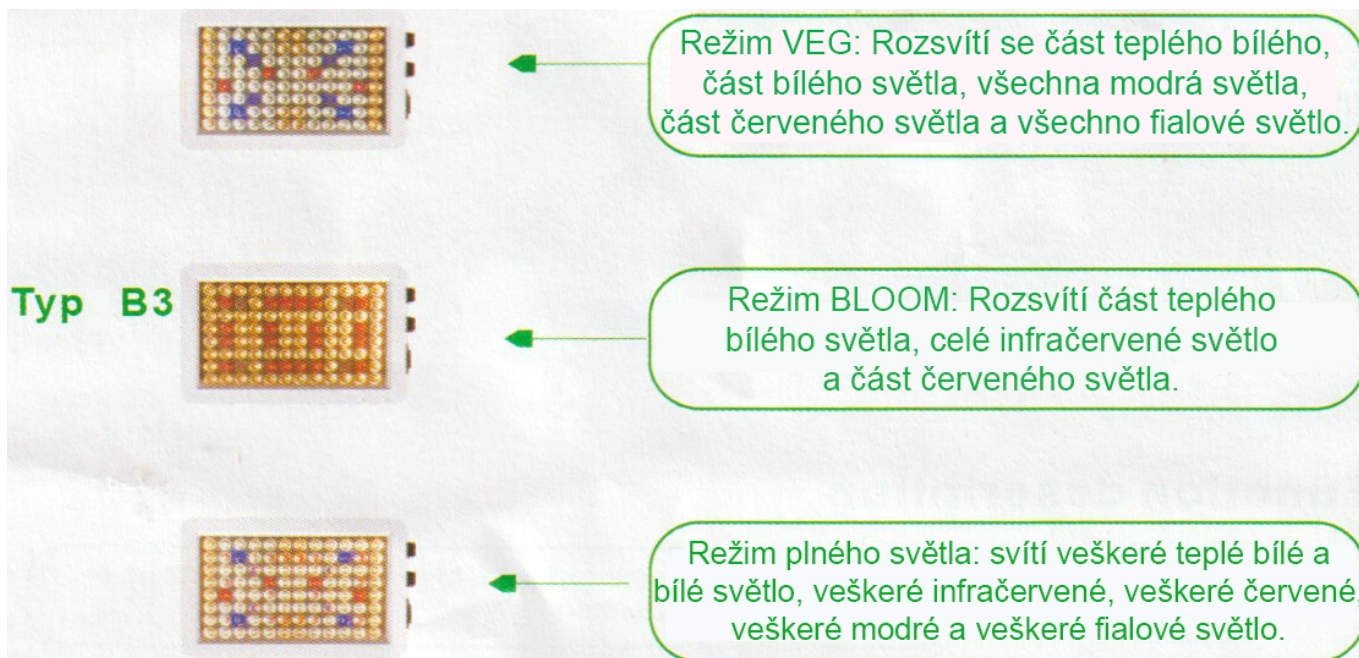 Režim VEG: Rozsvítí se část teplého bílého,
část bílého světla, všechna modrá světla,
část červeného světla a všechno fialové světlo.
Typ B3
Režim BLOOM: Rozsvítí část teplého
bílého světla, celé infračervené světlo
a část červeného světla.
Režim plného světla: svítí veškeré teplé bílé a
bílé světlo, veškeré infračervené, veškeré červené,
veškeré modré a veškeré fialové světlo.